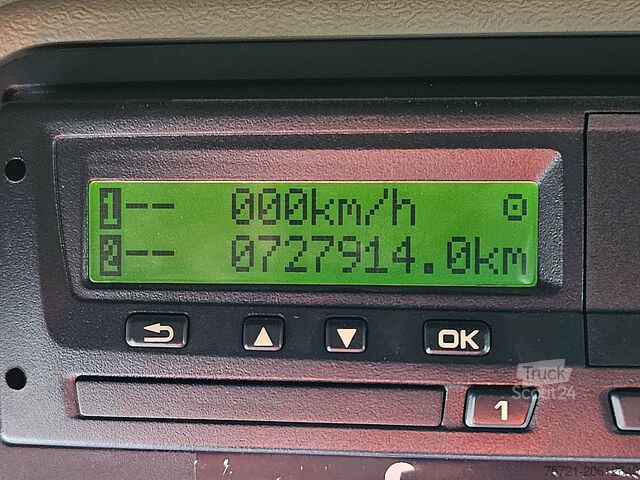 1-- 000km/h
2-- 0727914.0km
OK
Truck
Scout24
1